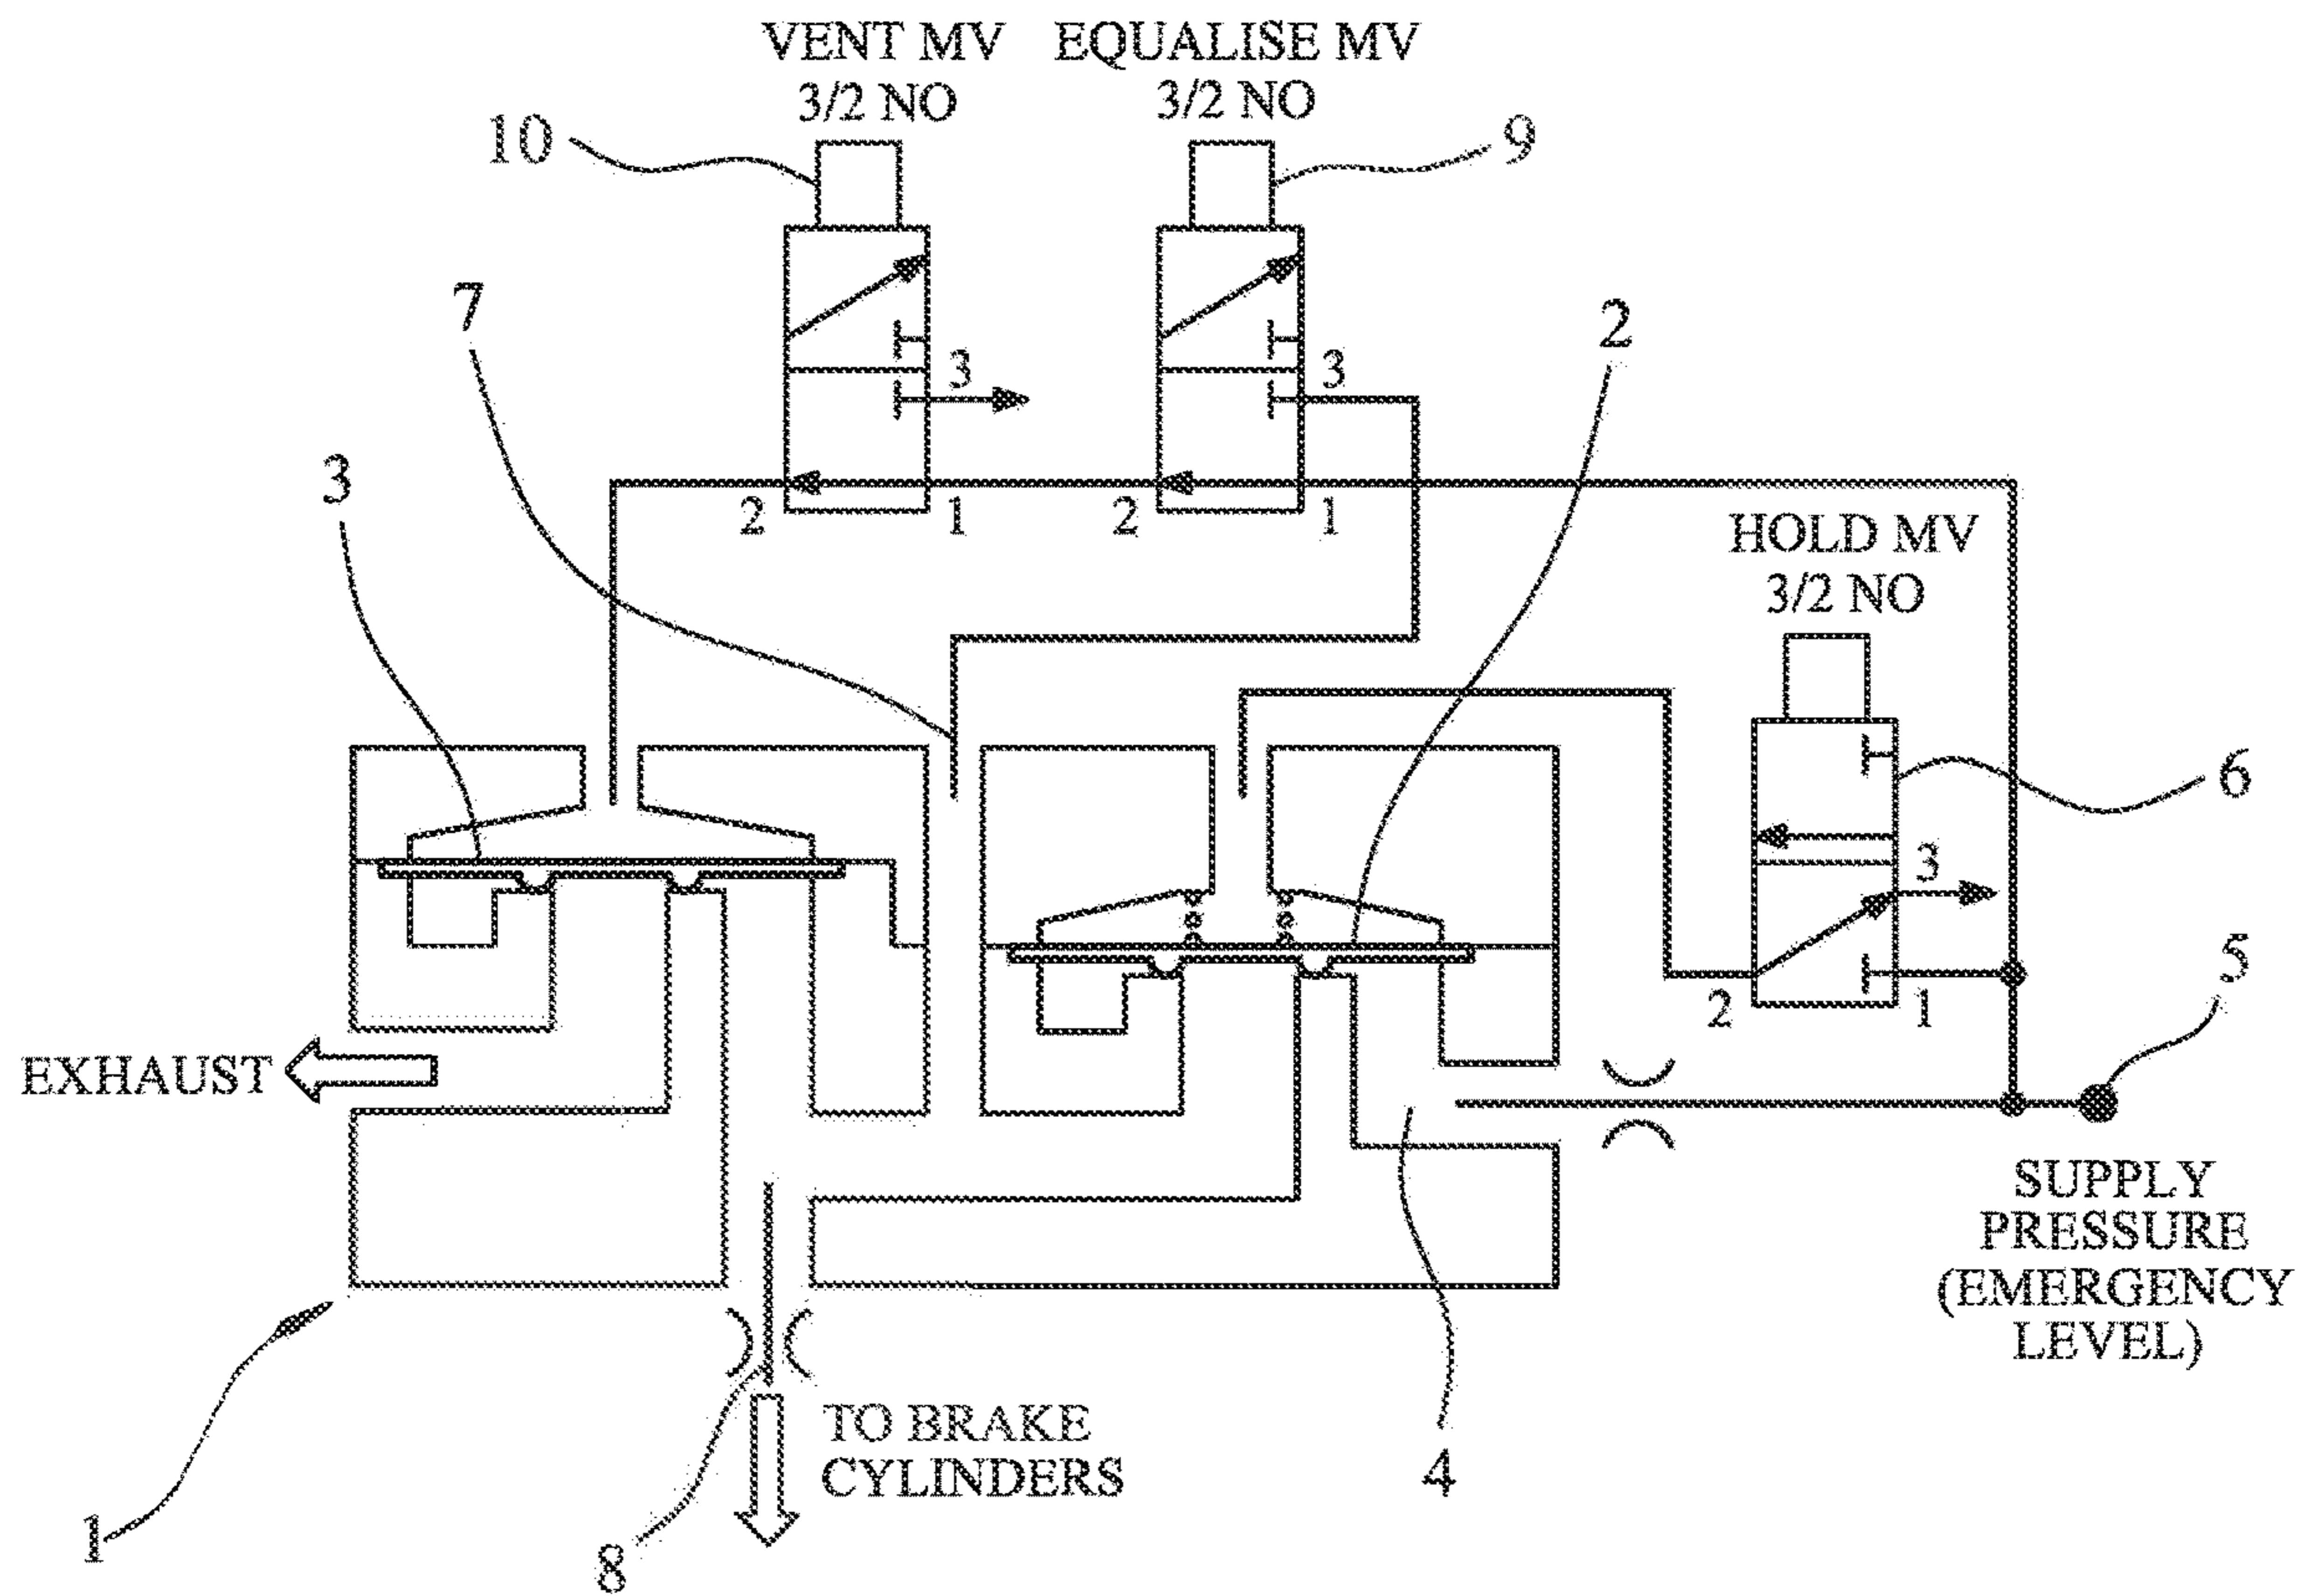 VENT MV
3/2 NO
EQUALISE MV
3/2 NO
10
9
7
2
3
3
3
2
1
2
1
HOLD MV
3/2 NO
6
3
5
2
1
EXHAUST
SUPPLY
PRESSURE
(EMERGENCY
LEVEL)
TO BRAKE
CYLINDERS
4
1
8